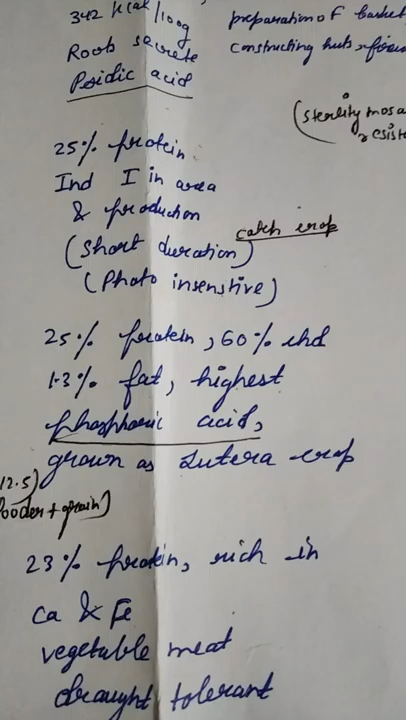 342 kcal/100g
preparation of basket
Roots secrete
constructing huts, 
Psidic acid
(sterility mosa
resist
25% protein
Ind I in area
& production
catch crop
(Short duration)
(Photo insenstive)
25% protein, 60% chd
1.3% fat, highest
phosphoric acid,
grown as Lutera crop
12.5)
fooder + grain)
23% protein, rich in
Ca & Fe
vegetable meat
draught tolerant